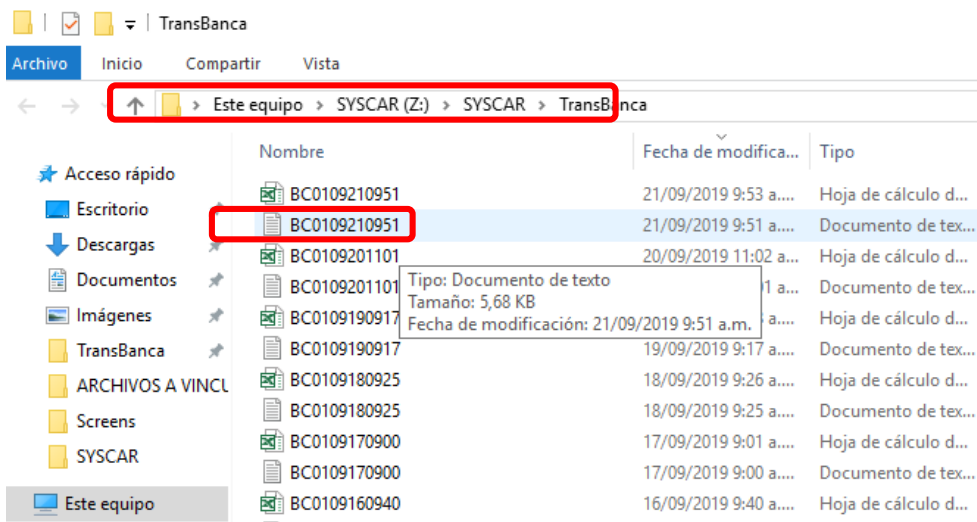 TransBanca
Archivo Inicio Compartir Vista
Este equipo > SYSCAR (Z:) > SYSCAR > TransBanca
Acceso rápido
Escritorio
Descargas
Documentos
Imágenes
TransBanca
ARCHIVOS A VINCU
Screens
SYSCAR
Este equipo
Nombre Fecha de modifica... Tipo
BC0109210951 21/09/2019 9:53 a.... Hoja de cálculo d...
BC0109210951 21/09/2019 9:51 a.... Documento de tex...
BC0109201101 20/09/2019 11:02 a... Hoja de cálculo d...
BC0109201101 1 a... Documento de tex...
BC0109190917 a.... Hoja de cálculo d...
Tipo: Documento de texto
Tamaño: 5,68 KB
Fecha de modificación: 21/09/2019 9:51 a.m.
BC0109190917 19/09/2019 9:17 a.... Documento de tex...
BC0109180925 18/09/2019 9:26 a.... Hoja de cálculo d...
BC0109180925 18/09/2019 9:25 a.... Documento de tex...
BC0109170900 17/09/2019 9:01 a.... Hoja de cálculo d...
BC0109170900 17/09/2019 9:00 a.... Documento de tex...
BC0109160940 16/09/2019 9:40 a.... Hoja de cálculo d...